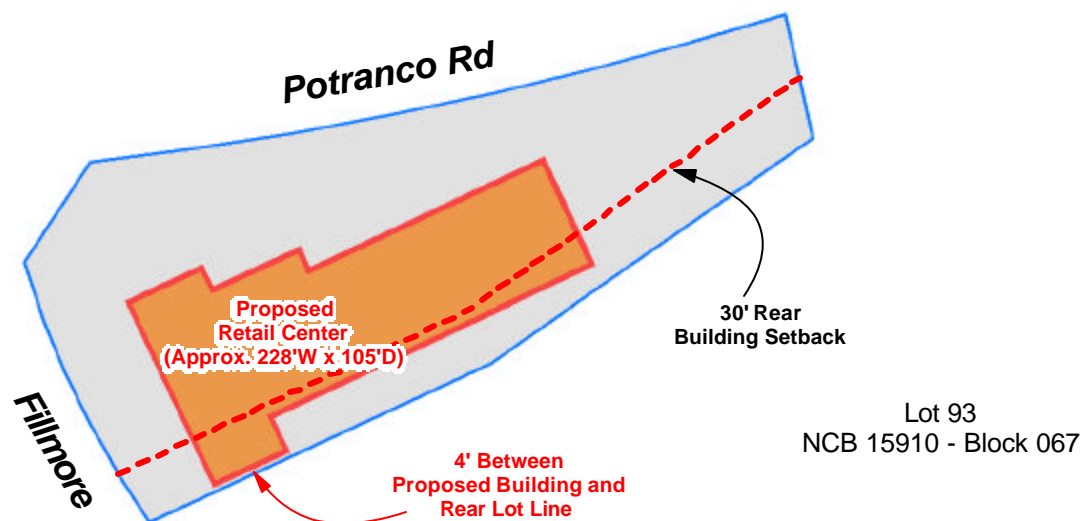 Potranco Rd
Proposed
Retail Center
(Approx. 228'W x 105'D)
30' Rear
Building Setback
Fillmore
Lot 93
NCB 15910 - Block 067
4' Between
Proposed Building and
Rear Lot Line